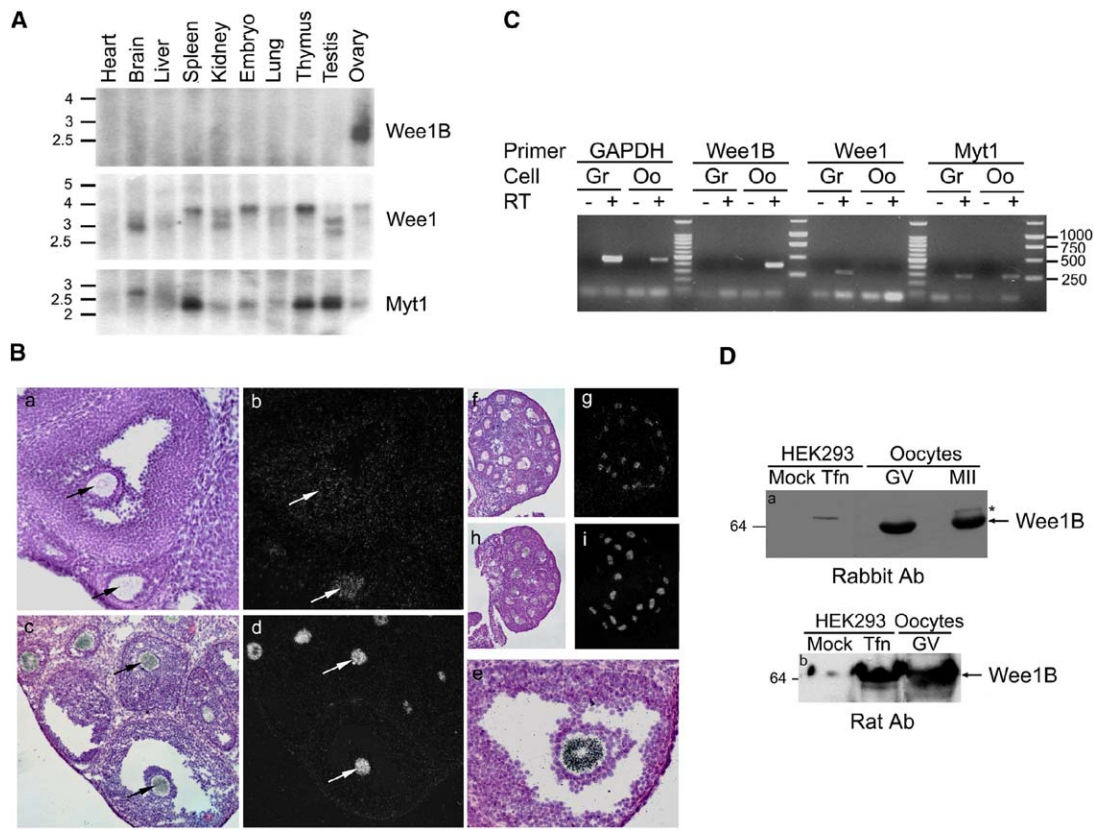 A
Heart Brain Liver Spleen Kidney Embryo Lung Thymus Testis Ovary
4
3
2.5
Wee1B
5
4
3
2.5
Wee1
3
2.5
2
Myt1
C
Primer GAPDH Wee1B Wee1 Myt1
Cell Gr Oo Gr Oo Gr Oo Gr Oo
RT - + - + - + - + - + - + - + - +
1000
750
500
250
B
a
b
c
d
f
g
h
i
e
D
HEK293 Oocytes
Mock Tfn GV MII
a
64
*
Wee1B
Rabbit Ab
HEK293 Oocytes
Mock Tfn GV
b
64
Wee1B
Rat Ab